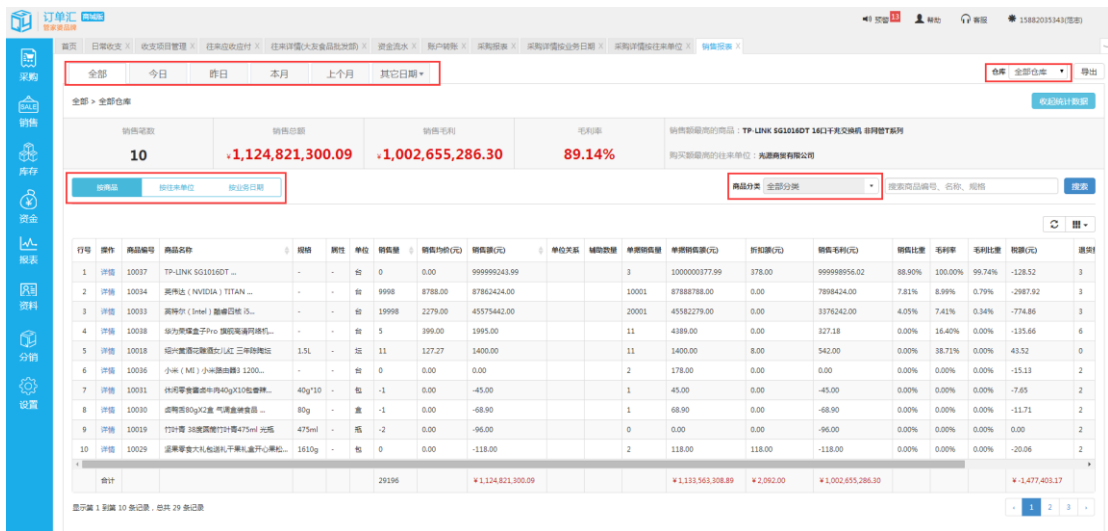 订单汇 商城版
管家婆品牌
预警 13 帮助 客服 15882035343(您您)
首页 日常收支 × 收支项目管理 × 往来应收应付 × 往来详情(大友食品批发部) × 资金流水 × 账户转账 × 采购报表 × 采购详情按业务日期 × 采购详情按往来单位 × 销售报表 ×
全部 今日 昨日 本月 上个月 其它日期 仓库 全部仓库 导出
全部 > 全部仓库 收起统计数据
销售笔数 销售总额 销售毛利 毛利率 销售额最高的商品：TP-LINK SG1016DT 16口千兆交换机 非网管T系列
10 ¥1,124,821,300.09 ¥1,002,655,286.30 89.14% 购买额最高的往来单位：光源商贸有限公司
按商品 按往来单位 按业务日期 商品分类 全部分类 搜索商品编号、名称、规格 搜索
行号 操作 商品编号 商品名称 规格 属性 单位 销售量 销售均价(元) 销售额(元) 单位关系 辅助数量 单据销售量 单据销售额(元) 折扣额(元) 销售毛利(元) 销售比重 毛利率 毛利比重 税额(元)
1 详情 10037 TP-LINK SG1016DT ... - - 台 0 0.00 999999243.99 3 1000000377.99 378.00 999998956.02 88.90% 100.00% 99.74% -128.52 3
2 详情 10034 英伟达（NVIDIA）TITAN ... - - 台 9998 8788.00 87862424.00 10001 87888788.00 0.00 7898424.00 7.81% 8.99% 0.79% -2987.92 3
3 详情 10033 英特尔（Intel）酷睿四核 i5... - - 台 19998 2279.00 45575442.00 20001 45582279.00 0.00 3376242.00 4.05% 7.41% 0.34% -774.86 3
4 详情 10038 华为荣耀盒子Pro 旗舰高清网络机... - - 台 5 399.00 1995.00 11 4389.00 0.00 327.18 0.00% 16.40% 0.00% -135.66 6
5 详情 10018 绍兴黄酒花雕酒女儿红 三年陈陶坛 1.5L - 坛 11 127.27 1400.00 11 1400.00 8.00 542.00 0.00% 38.71% 0.00% 43.52 0
6 详情 10036 小米（MI）小米路由器3 1200... - - 台 0 0.00 0.00 2 178.00 0.00 0.00 0.00% 0.00% 0.00% -15.13 2
7 详情 10031 休闲零食酱卤牛肉40gX10包香辣... 40g*10 - 包 -1 0.00 -45.00 1 45.00 0.00 -45.00 0.00% 0.00% 0.00% -7.65 2
8 详情 10030 80gX2盒 气调盒装食品 ... 80g - 盒 -1 0.00 -68.90 1 68.90 0.00 -68.90 0.00% 0.00% 0.00% -11.71 2
9 详情 10019 竹叶青 38度圆筒竹叶青475ml 光瓶 475ml - 瓶 -2 0.00 -96.00 0 0.00 0.00 -96.00 0.00% 0.00% 0.00% 0.00 2
10 详情 10029 坚果零食大礼包送礼干果礼盒开心果松... 1610g - 包 0 0.00 -118.00 2 118.00 118.00 -118.00 0.00% 0.00% 0.00% -20.06 2
合计 29196 ¥1,124,821,300.09 ¥1,133,563,308.89 ¥2,092.00 ¥1,002,655,286.30 ¥-1,477,403.17
显示第 1 到第 10 条记录，总共 29 条记录 ‹ 1 2 3 ›
采购
SALE
销售
库存
资金
报表
资料
分销
设置